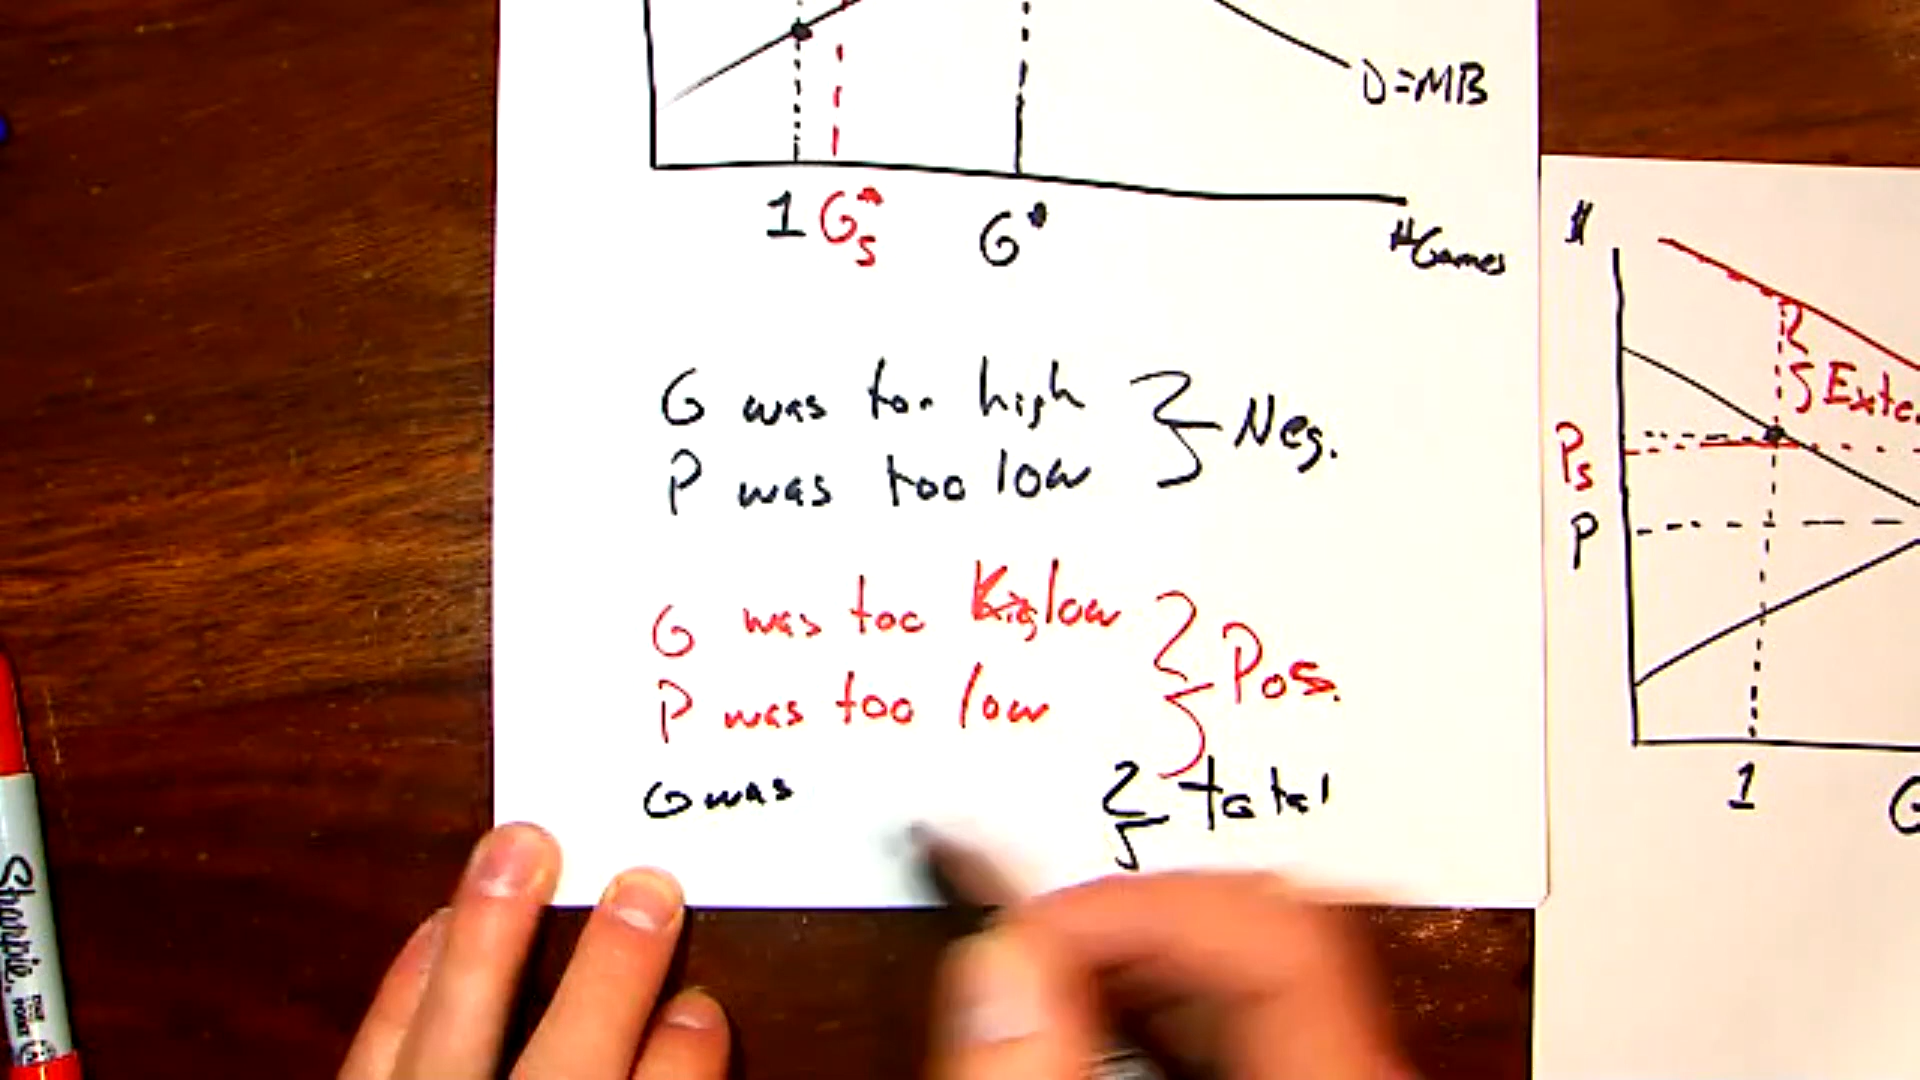 D=MB
1 G*s G*
#Games
G was too high } Neg.
P was too low
G was too low } Pos.
P was too low
G was } total
$
Exte
Ps
P
1 G
Sharpie